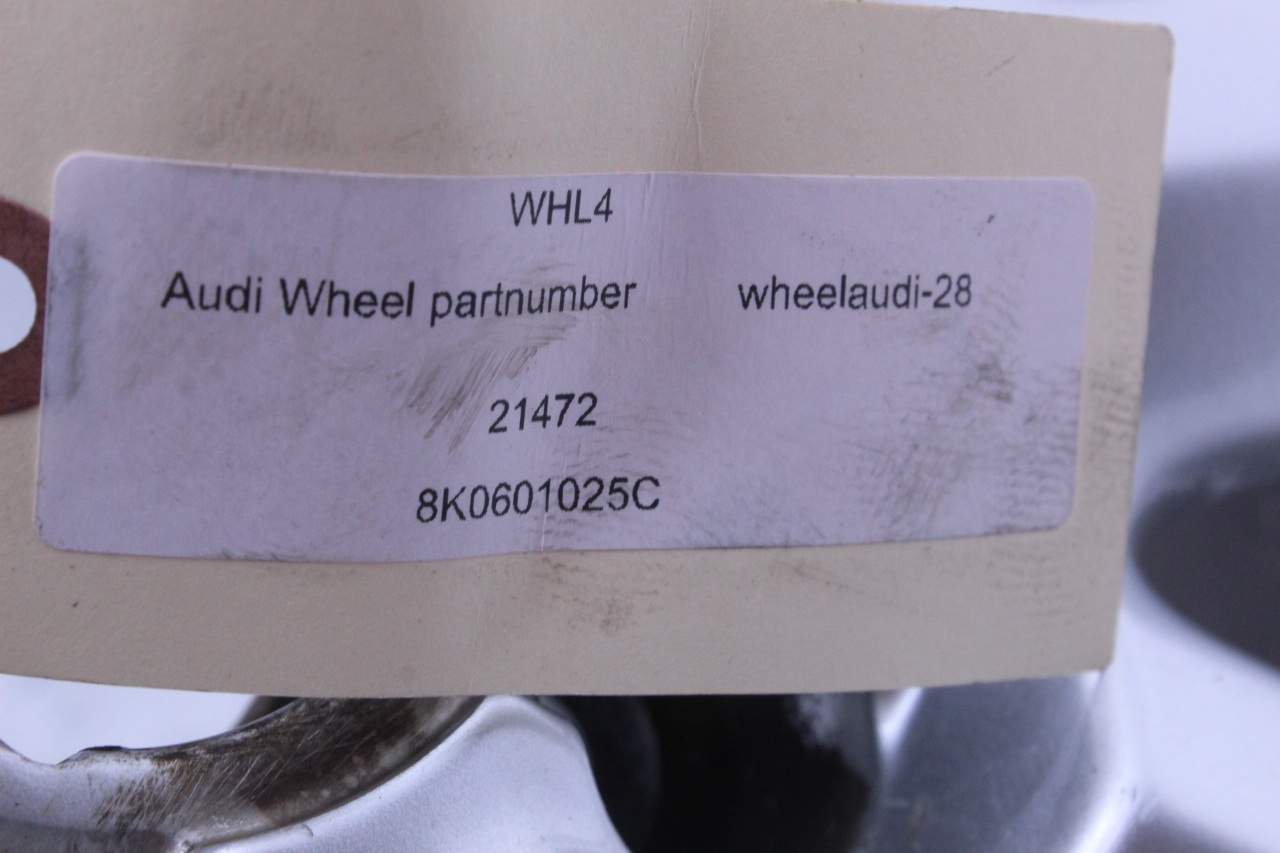 WHL4
Audi Wheel partnumber wheelaudi-28
21472
8K0601025C